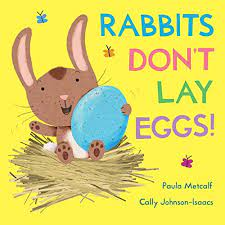 RABBITS
DON'T
LAY
EGGS!
Paula Metcalf
Cally Johnson-Isaacs